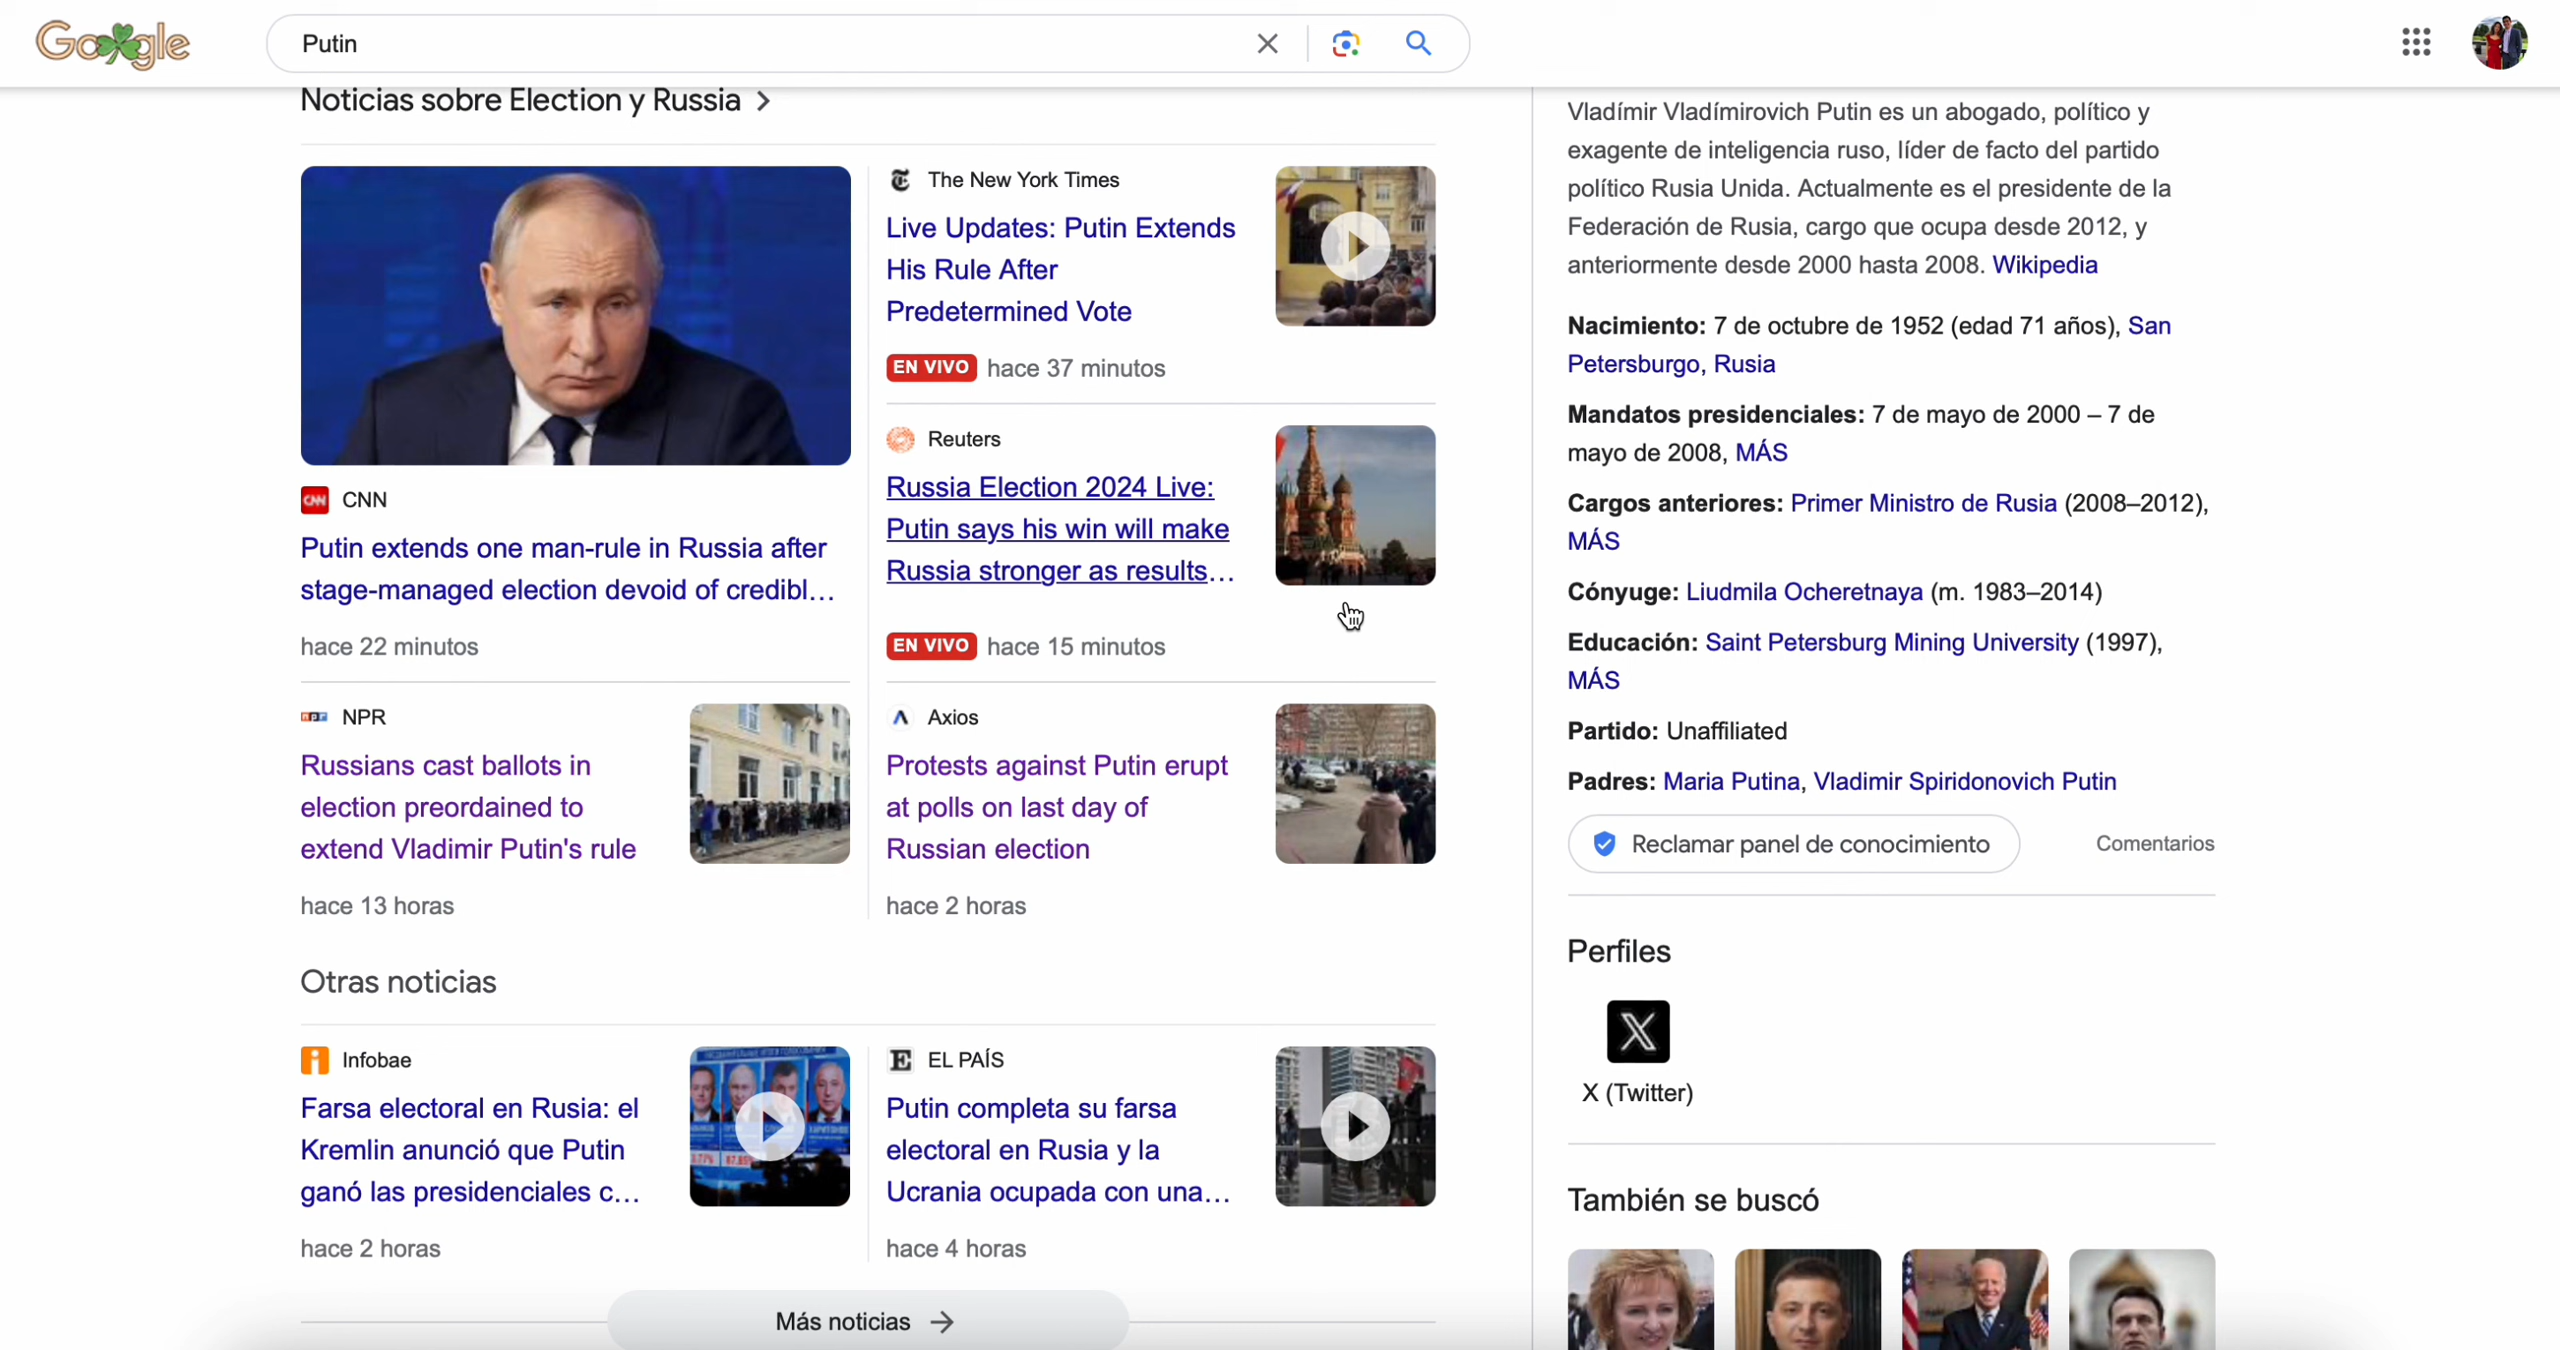 Google
Putin
Noticias sobre Election y Russia
CNN
Putin extends one man-rule in Russia after
stage-managed election devoid of credibl...
hace 22 minutos
The New York Times
Live Updates: Putin Extends
His Rule After
Predetermined Vote
EN VIVO hace 37 minutos
Reuters
Russia Election 2024 Live:
Putin says his win will make
Russia stronger as results...
EN VIVO hace 15 minutos
npr NPR
Russians cast ballots in
election preordained to
extend Vladimir Putin's rule
hace 13 horas
Axios
Protests against Putin erupt
at polls on last day of
Russian election
hace 2 horas
Otras noticias
Infobae
Farsa electoral en Rusia: el
Kremlin anunció que Putin
ganó las presidenciales c...
hace 2 horas
EL PAÍS
Putin completa su farsa
electoral en Rusia y la
Ucrania ocupada con una...
hace 4 horas
Más noticias
Vladímir Vladímirovich Putin es un abogado, político y
exagente de inteligencia ruso, líder de facto del partido
político Rusia Unida. Actualmente es el presidente de la
Federación de Rusia, cargo que ocupa desde 2012, y
anteriormente desde 2000 hasta 2008. Wikipedia
Nacimiento: 7 de octubre de 1952 (edad 71 años), San
Petersburgo, Rusia
Mandatos presidenciales: 7 de mayo de 2000 – 7 de
mayo de 2008, MÁS
Cargos anteriores: Primer Ministro de Rusia (2008–2012),
MÁS
Cónyuge: Liudmila Ocheretnaya (m. 1983–2014)
Educación: Saint Petersburg Mining University (1997),
MÁS
Partido: Unaffiliated
Padres: Maria Putina, Vladimir Spiridonovich Putin
Reclamar panel de conocimiento
Comentarios
Perfiles
X (Twitter)
También se buscó